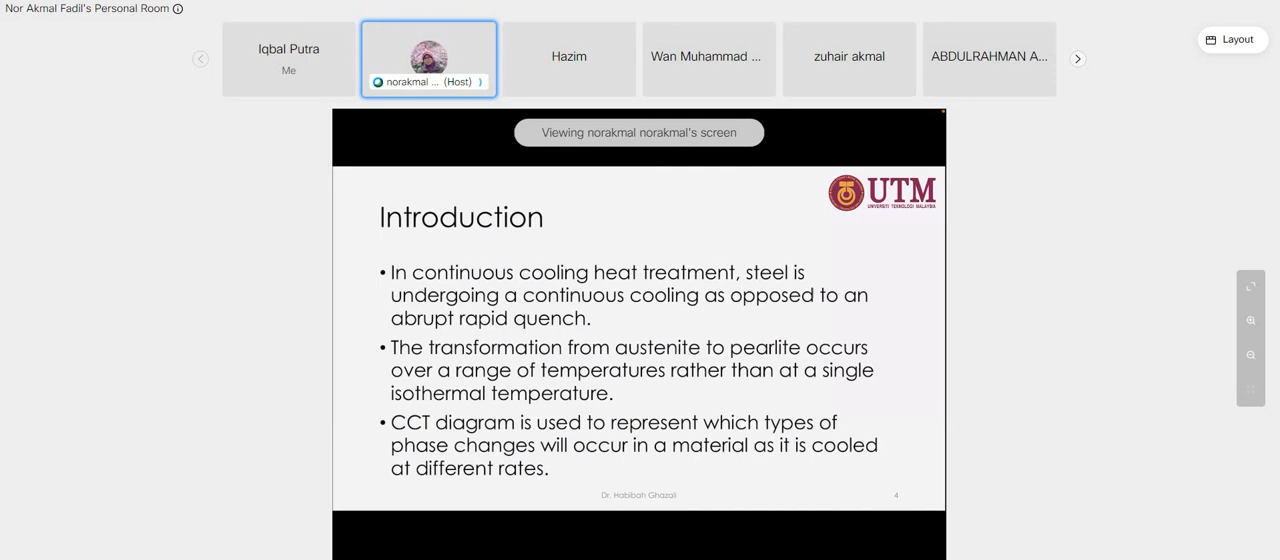 Nor Akmal Fadil's Personal Room
Iqbal Putra
Me
norakmal ... (Host)
Hazim
Wan Muhammad ...
zuhair akmal
ABDULRAHMAN A...
Layout
Viewing norakmal norakmal's screen
UTM
UNIVERSITI TEKNOLOGI MALAYSIA
Introduction
• In continuous cooling heat treatment, steel is
undergoing a continuous cooling as opposed to an
abrupt rapid quench.
• The transformation from austenite to pearlite occurs
over a range of temperatures rather than at a single
isothermal temperature.
• CCT diagram is used to represent which types of
phase changes will occur in a material as it is cooled
at different rates.
Dr. Habibah Ghazali
4